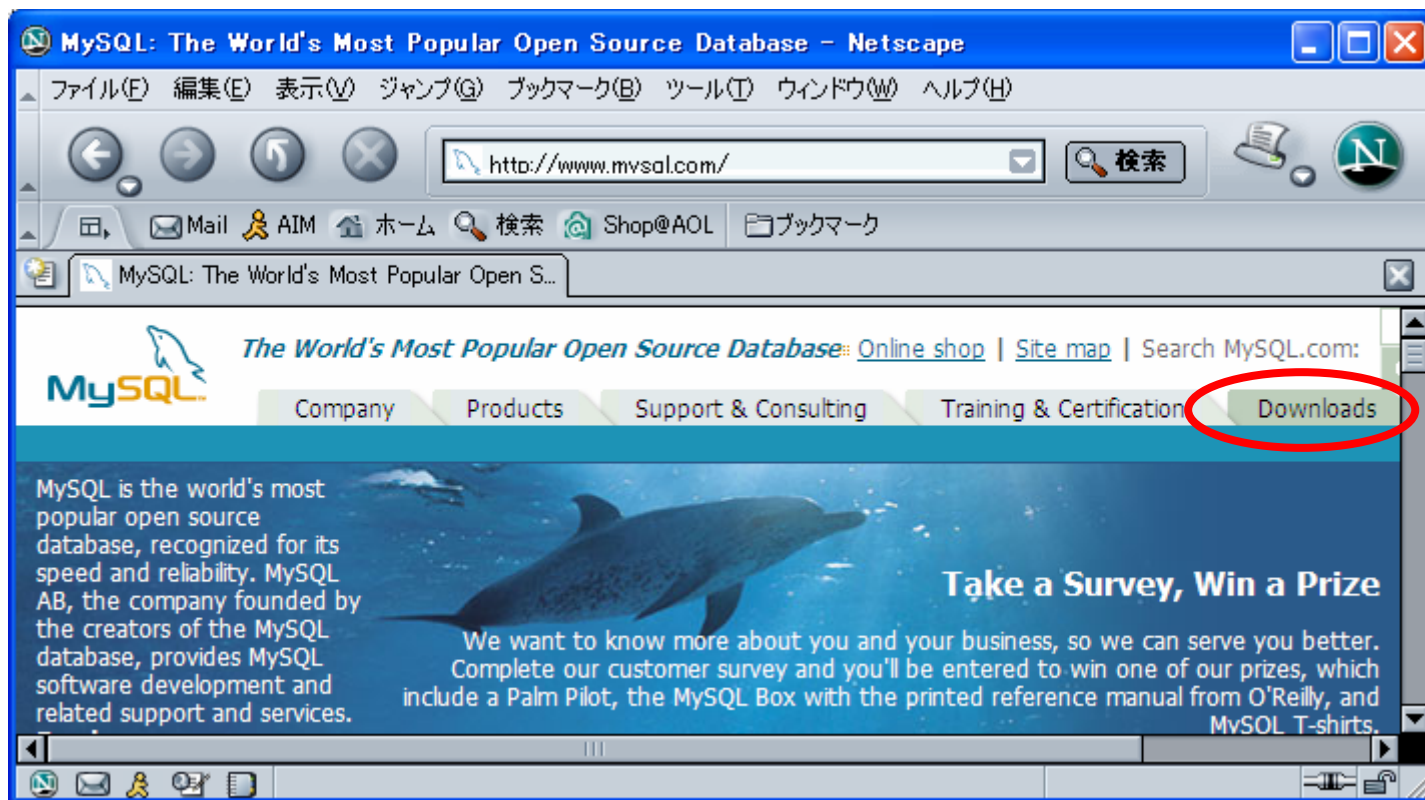 MySQL: The World's Most Popular Open Source Database - Netscape
ファイル(F) 編集(E) 表示(V) ジャンプ(G) ブックマーク(B) ツール(T) ウィンドウ(W) ヘルプ(H)
http://www.mysql.com/ 検索
Mail AIM ホーム 検索 Shop@AOL ブックマーク
MySQL: The World's Most Popular Open S...
MySQL
The World's Most Popular Open Source Database Online shop | Site map | Search MySQL.com:
Company Products Support & Consulting Training & Certification Downloads
MySQL is the world's most
popular open source
database, recognized for its
speed and reliability. MySQL
AB, the company founded by
the creators of the MySQL
database, provides MySQL
software development and
related support and services.
Take a Survey, Win a Prize
We want to know more about you and your business, so we can serve you better.
Complete our customer survey and you'll be entered to win one of our prizes, which
include a Palm Pilot, the MySQL Box with the printed reference manual from O'Reilly, and
MySQL T-shirts.